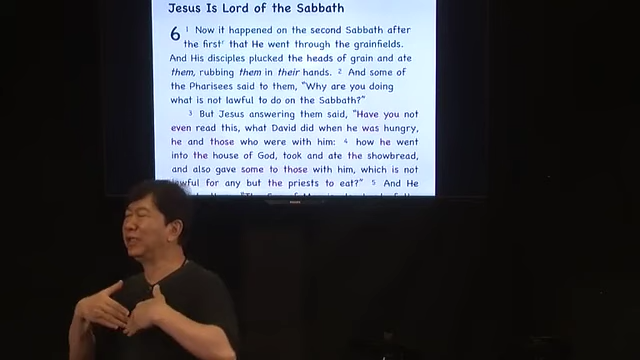 Jesus Is Lord of the Sabbath
6 1 Now it happened on the second Sabbath after
the first that He went through the grainfields.
And His disciples plucked the heads of grain and ate
them, rubbing them in their hands. 2 And some of
the Pharisees said to them, “Why are you doing
what is not lawful to do on the Sabbath?”
3 But Jesus answering them said, “Have you not
even read this, what David did when he was hungry,
he and those who were with him: 4 how he went
into the house of God, took and ate the showbread,
and also gave some to those with him, which is not
lawful for any but the priests to eat?” 5 And He
PHILIPS